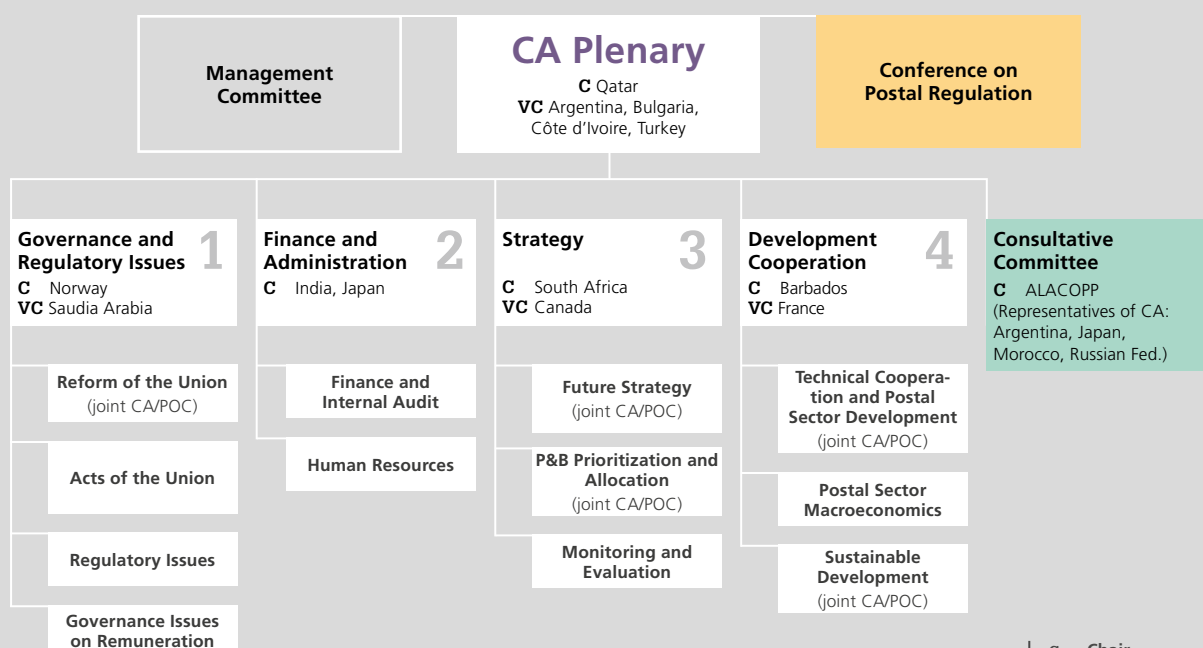 Management
Committee
CA Plenary
C Qatar
VC Argentina, Bulgaria,
Côte d'Ivoire, Turkey
Conference on
Postal Regulation
Governance and
Regulatory Issues
1
C Norway
VC Saudia Arabia
Reform of the Union
(joint CA/POC)
Acts of the Union
Regulatory Issues
Governance Issues
on Remuneration
Finance and
Administration
2
C India, Japan
Finance and
Internal Audit
Human Resources
Strategy
3
C South Africa
VC Canada
Future Strategy
(joint CA/POC)
P&B Prioritization and
Allocation
(joint CA/POC)
Monitoring and
Evaluation
Development
Cooperation
4
C Barbados
VC France
Technical Coopera-
tion and Postal
Sector Development
(joint CA/POC)
Postal Sector
Macroeconomics
Sustainable
Development
(joint CA/POC)
Consultative
Committee
C ALACOPP
(Representatives of CA:
Argentina, Japan,
Morocco, Russian Fed.)
C Chair